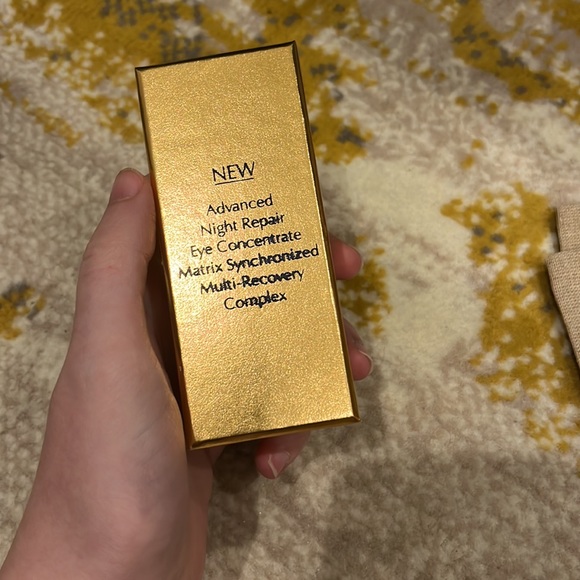 NEW
Advanced
Night Repair
Eye Concentrate
Matrix Synchronized
Multi-Recovery
Complex